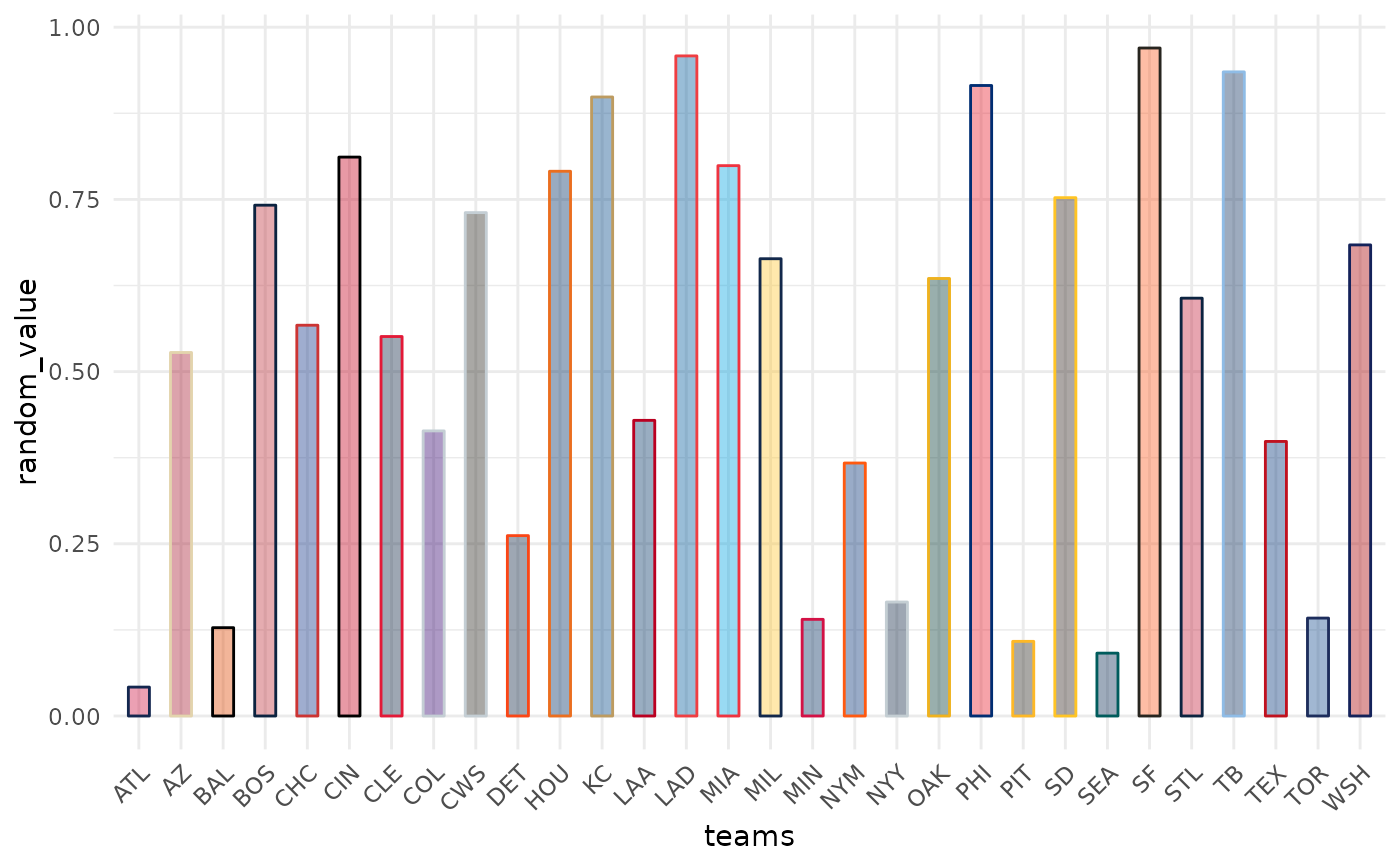 1.00
0.75
0.50
0.25
0.00
random_value
ATL
AZ
BAL
BOS
CHC
CIN
CLE
COL
CWS
DET
HOU
KC
LAA
LAD
MIA
MIL
MIN
NYM
NYY
OAK
PHI
PIT
SD
SEA
SF
STL
TB
TEX
TOR
WSH
teams